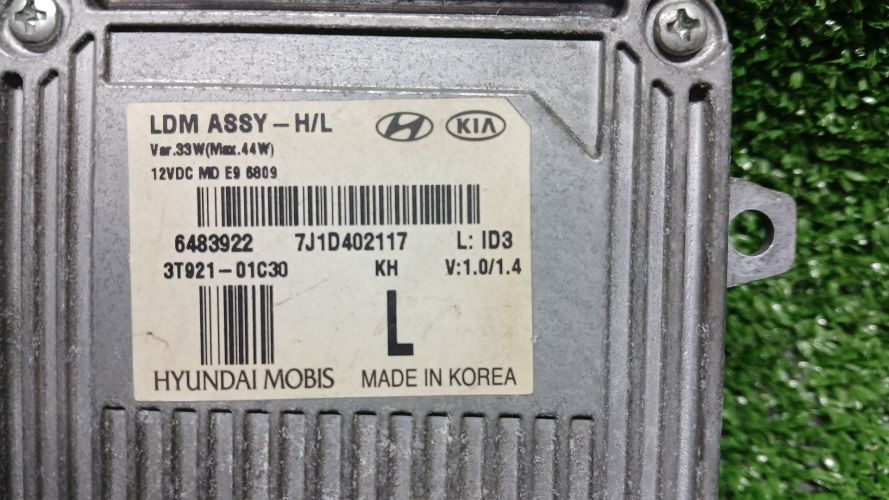 LDM ASSY-H/L KIA
Var.33W(Max.44W)
12VDC MD E9 6809
6483922 7J1D402117 L: ID3
3T921-01C30 KH V:1.0/1.4
L
HYUNDAI MOBIS MADE IN KOREA